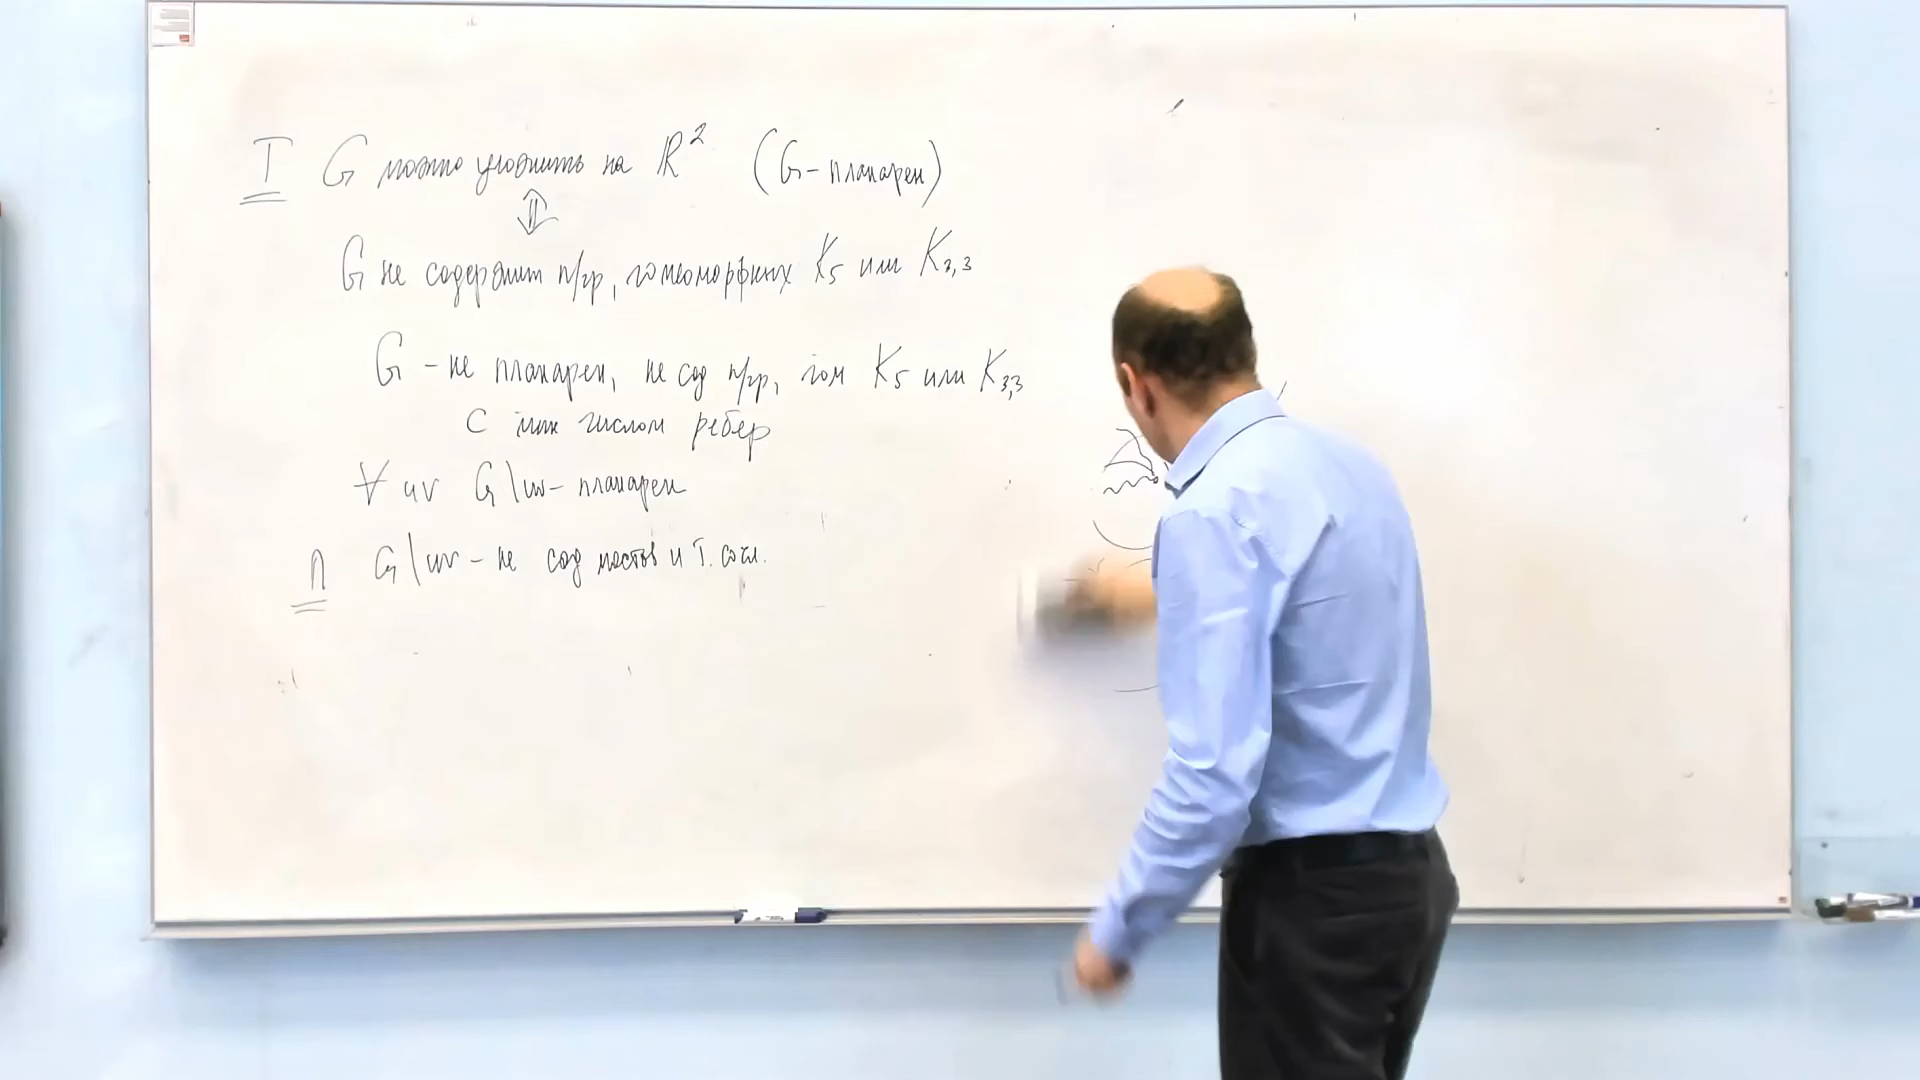 T G можно уложить на ℝ² (G - планарен)
⇕
G не содержит п/гр, гомеоморфных K₅ или K₃,₃
G - не планарен, не сод п/гр, гом K₅ или K₃,₃
с мин числом ребер
∀ uv G \ uv - планарен
Л G \ uv - не сод мостов и т. сочл.